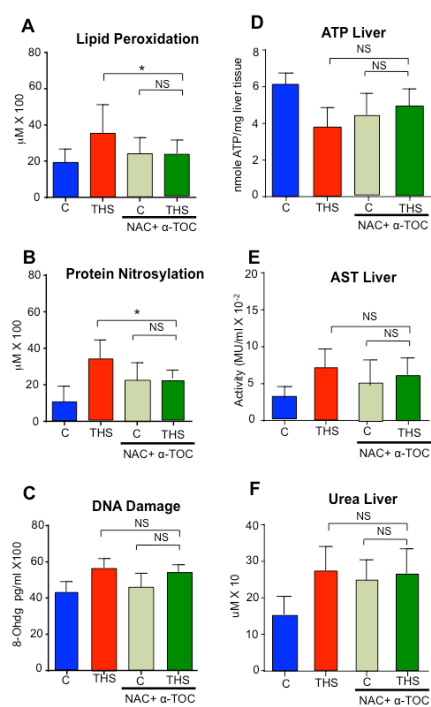 A
Lipid Peroxidation
µM X 100
80
60
40
20
0
*
NS
C
THS
C
THS
NAC+ α-TOC
B
Protein Nitrosylation
µM X 100
80
60
40
20
0
*
NS
C
THS
C
THS
NAC+ α-TOC
C
DNA Damage
8-Ohdg pg/ml X100
80
60
40
20
0
NS
NS
C
THS
C
THS
NAC+ α-TOC
D
ATP Liver
nmole ATP/mg liver tissue
8
6
4
2
0
NS
NS
C
THS
C
THS
NAC+ α-TOC
E
AST Liver
Activity (MU/ml X 10⁻²
20
15
10
5
0
NS
NS
C
THS
C
THS
NAC+ α-TOC
F
Urea Liver
uM X 10
40
30
20
10
0
NS
NS
C
THS
C
THS
NAC+ α-TOC